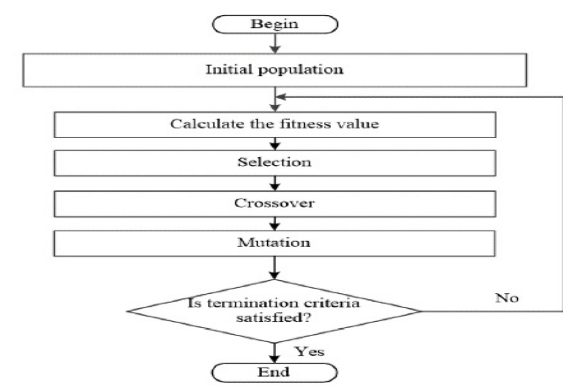 Begin
Initial population
Calculate the fitness value
Selection
Crossover
Mutation
Is termination criteria
satisfied?
No
Yes
End